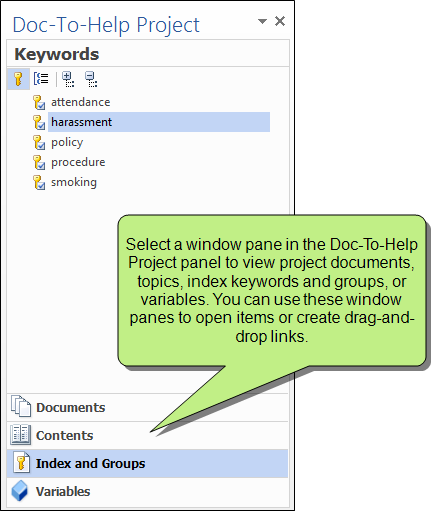 Doc-To-Help Project
Keywords
attendance
harassment
policy
procedure
smoking
Select a window pane in the Doc-To-Help
Project panel to view project documents,
topics, index keywords and groups, or
variables. You can use these window
panes to open items or create drag-and-
drop links.
Documents
Contents
Index and Groups
Variables